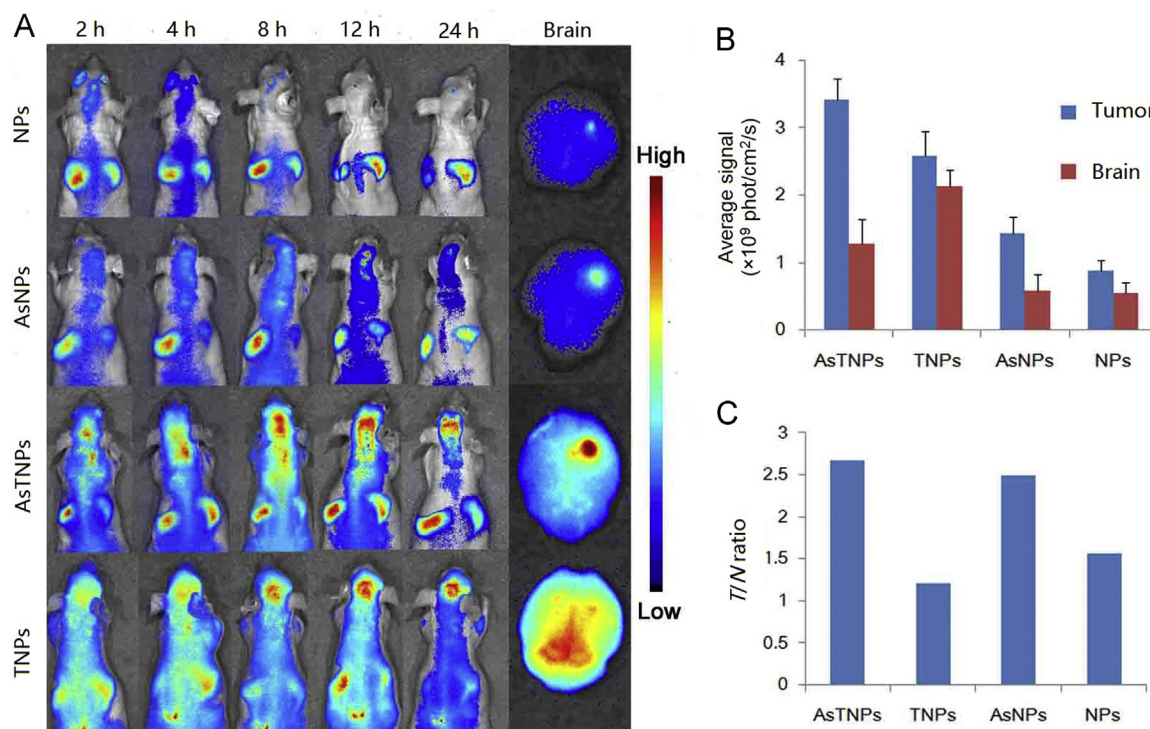 A
2 h 4 h 8 h 12 h 24 h Brain
NPs
AsNPs
AsTNPs
TNPs
High
Low
B
Average signal
(×10⁹ phot/cm²/s)
4
3
2
1
0
Tumor
Brain
AsTNPs TNPs AsNPs NPs
C
T/N ratio
3
2.5
2
1.5
1
0.5
0
AsTNPs TNPs AsNPs NPs